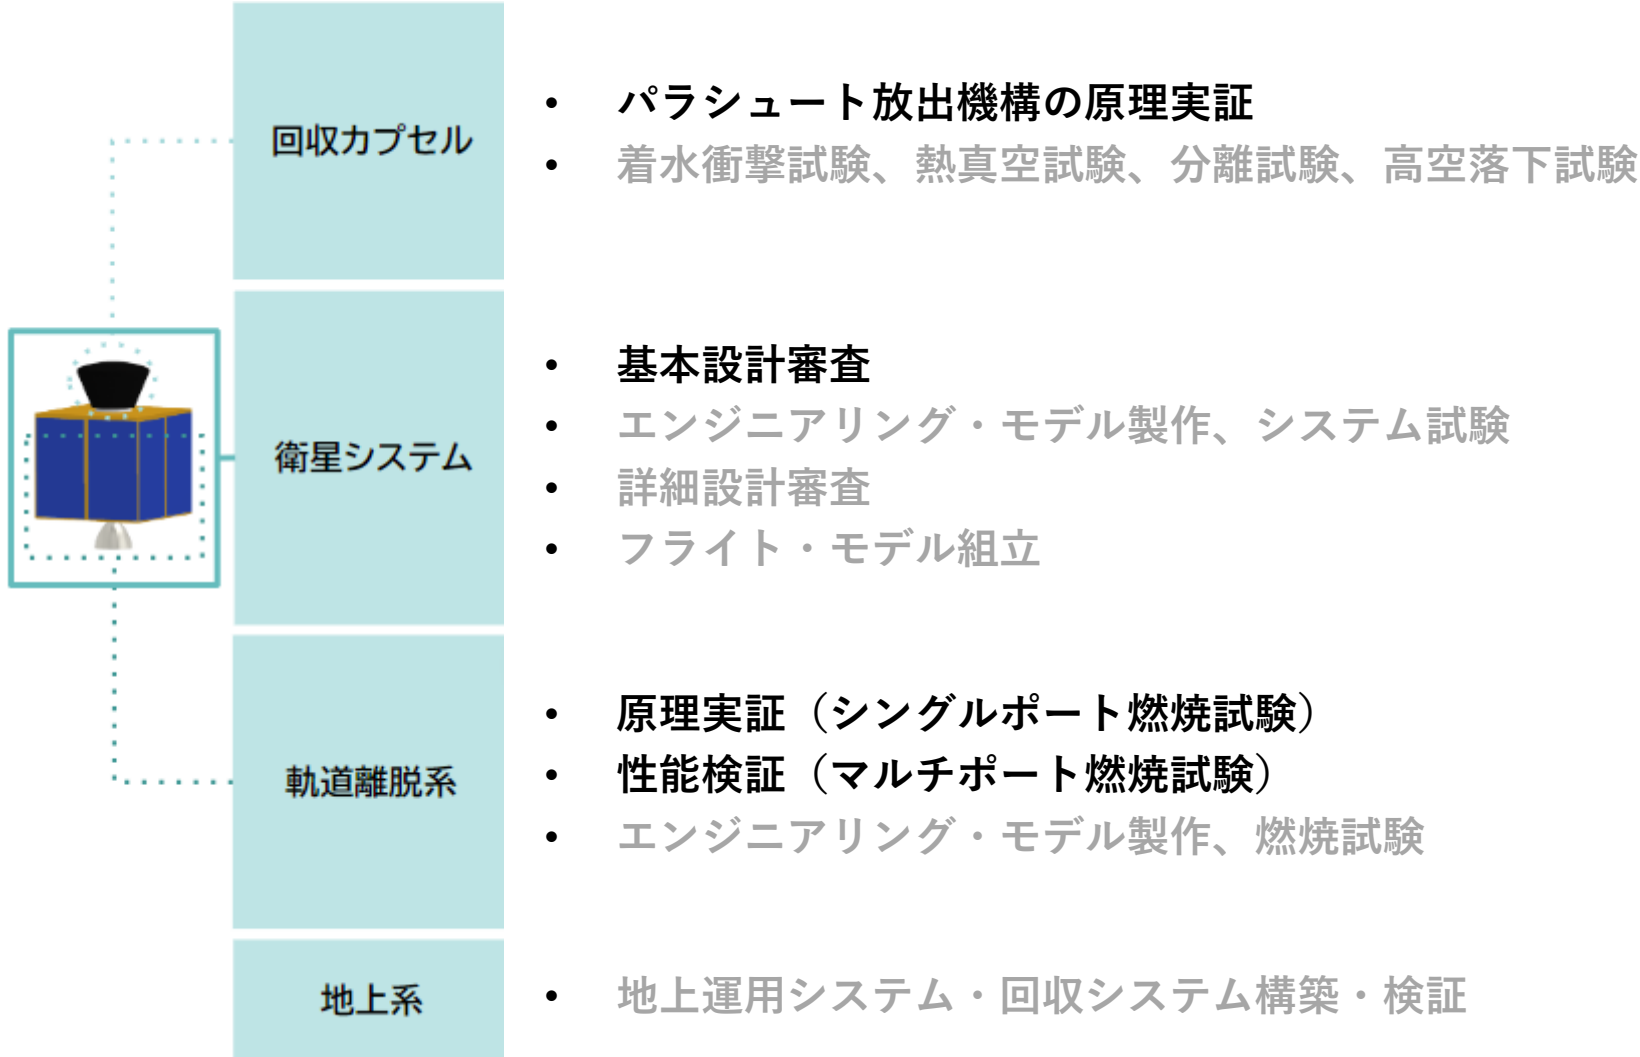 回収カプセル
• パラシュート放出機構の原理実証
• 着水衝撃試験、熱真空試験、分離試験、高空落下試験
衛星システム
• 基本設計審査
• エンジニアリング・モデル製作、システム試験
• 詳細設計審査
• フライト・モデル組立
軌道離脱系
• 原理実証（シングルポート燃焼試験）
• 性能検証（マルチポート燃焼試験）
• エンジニアリング・モデル製作、燃焼試験
地上系
• 地上運用システム・回収システム構築・検証